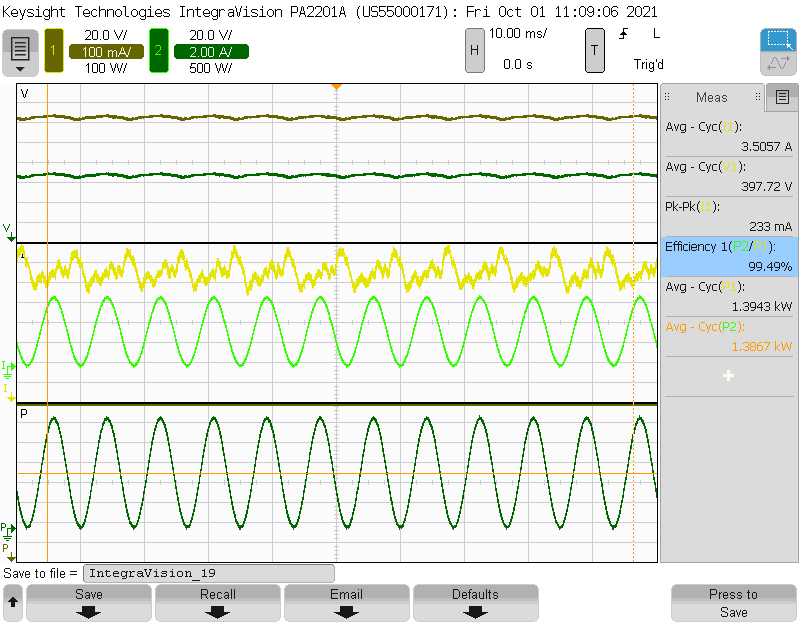 Keysight Technologies IntegraVision PA2201A (US55000171): Fri Oct 01 11:09:06 2021
1 20.0 V/ 100 mA/ 100 W/
2 20.0 V/ 2.00 A/ 500 W/
H 10.00 ms/ 0.0 s
T L Trig'd
Meas
Avg - Cyc(I1):
3.5057 A
Avg - Cyc(V1):
397.72 V
Pk-Pk(I1):
233 mA
Efficiency 1(P2/P1):
99.49%
Avg - Cyc(P1):
1.3943 kW
Avg - Cyc(P2):
1.3867 kW
+
V
V
1
I
I
P
P
P
Save to file = IntegraVision_19
Save
Recall
Email
Defaults
Press to
Save